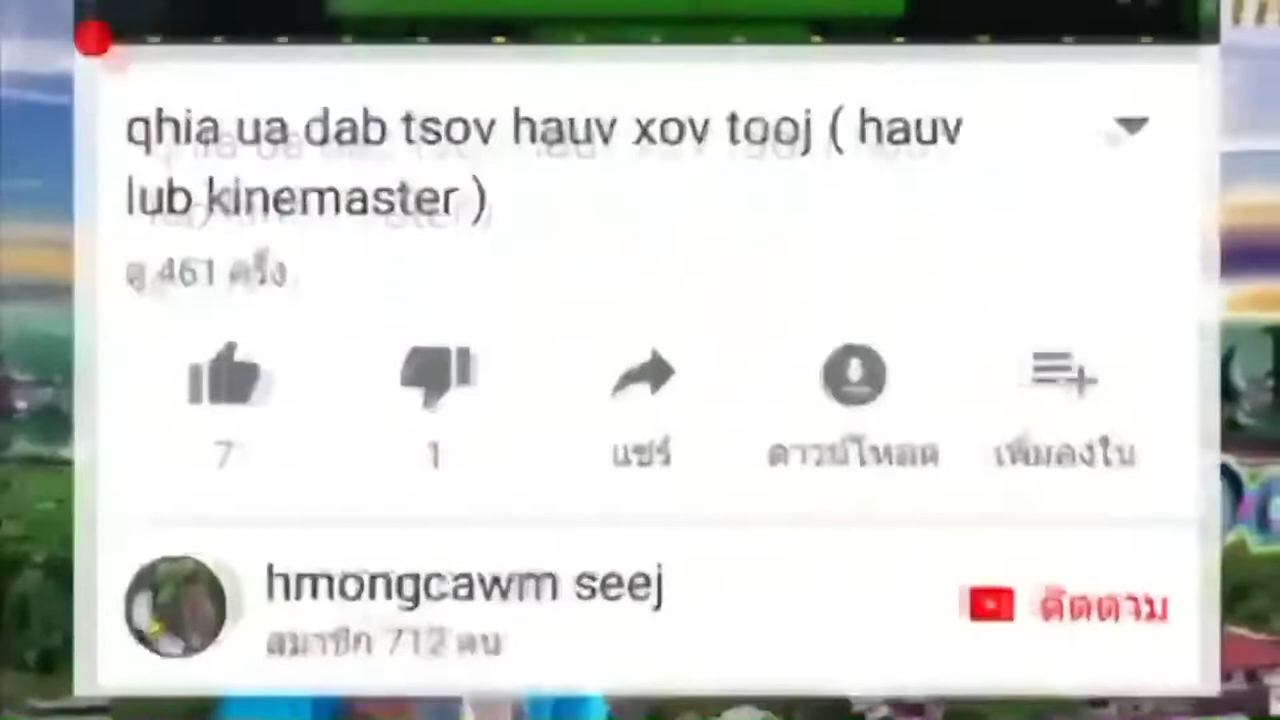 qhia ua dab tsov hauv xov tooj ( hauv
lub kinemaster )
ดู 461 ครั้ง
7
1
แชร์
ดาวน์โหลด
เพิ่มลงใน
hmongcawm seej
สมาชิก 712 คน
ติดตาม